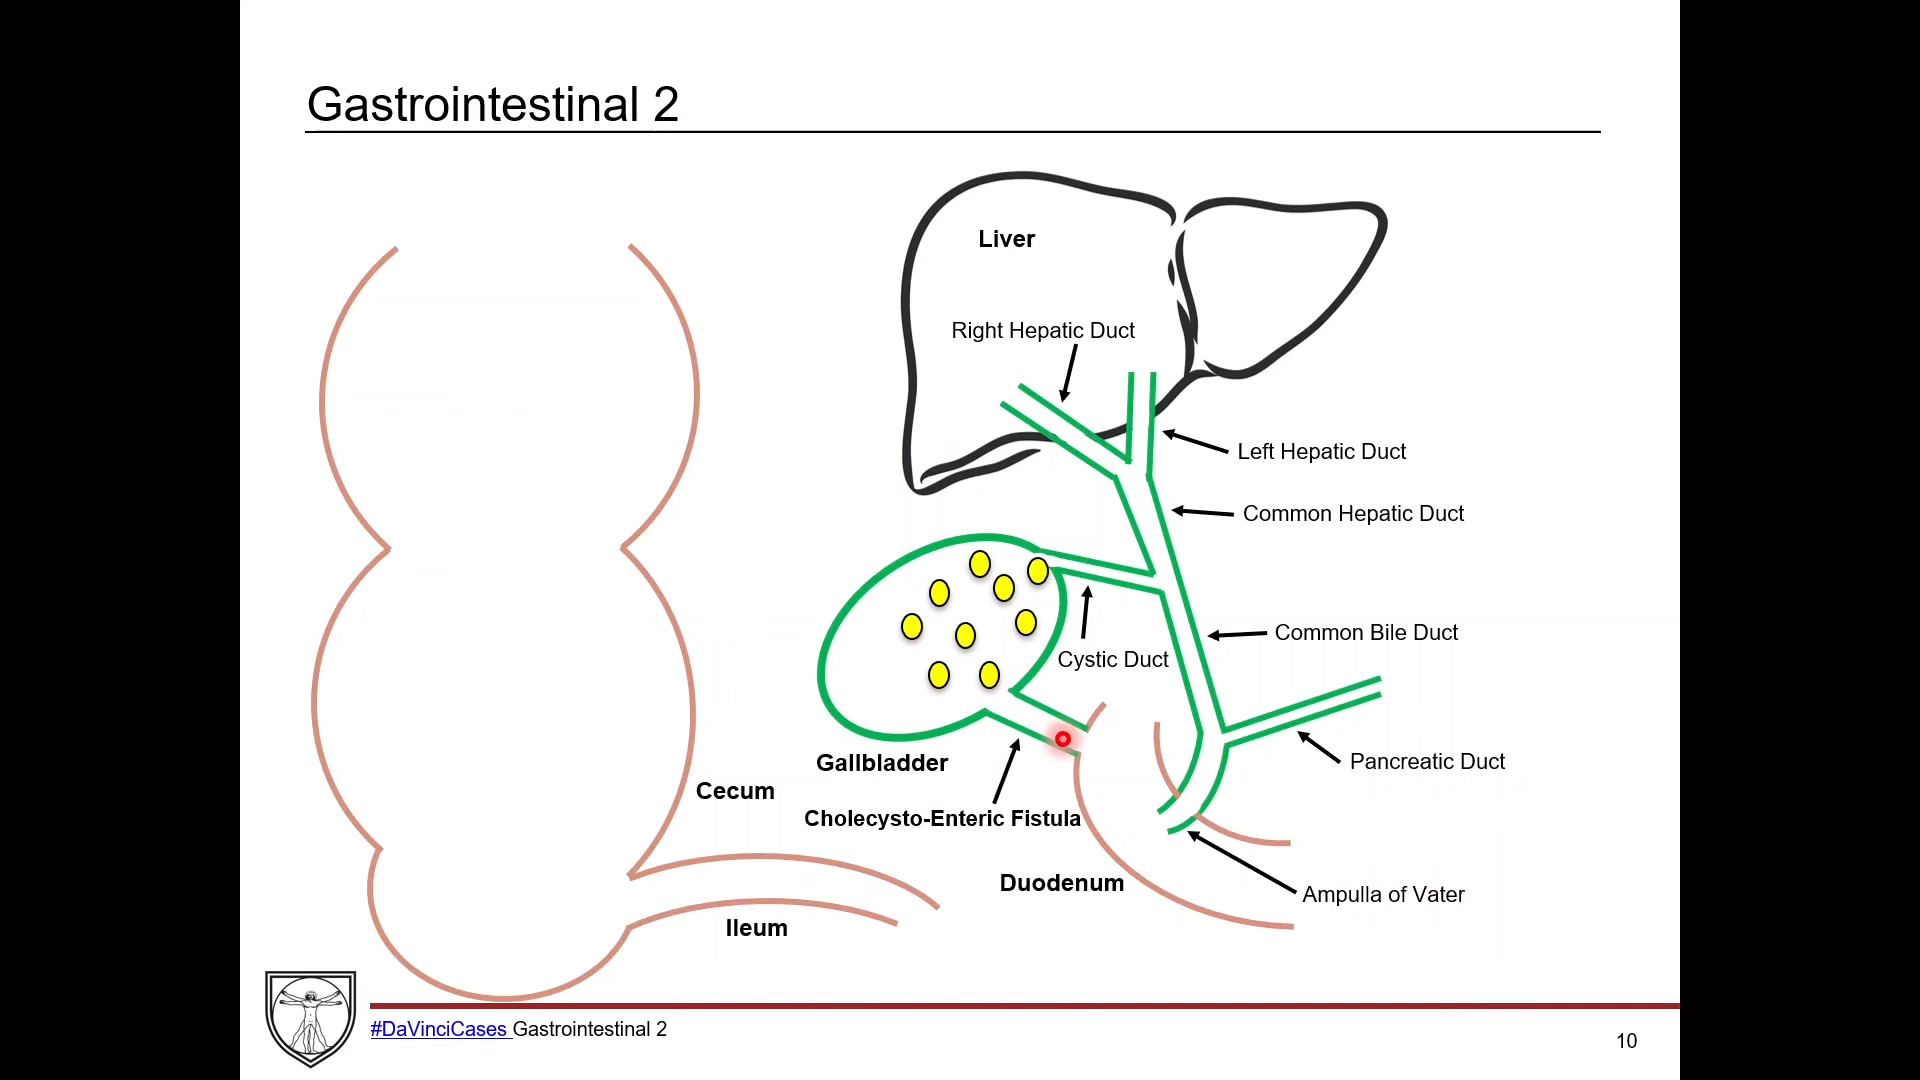 Gastrointestinal 2
Liver
Right Hepatic Duct
Left Hepatic Duct
Common Hepatic Duct
Common Bile Duct
Cystic Duct
Pancreatic Duct
Gallbladder
Cecum
Cholecysto-Enteric Fistula
Duodenum
Ampulla of Vater
Ileum
#DaVinciCases Gastrointestinal 2
10